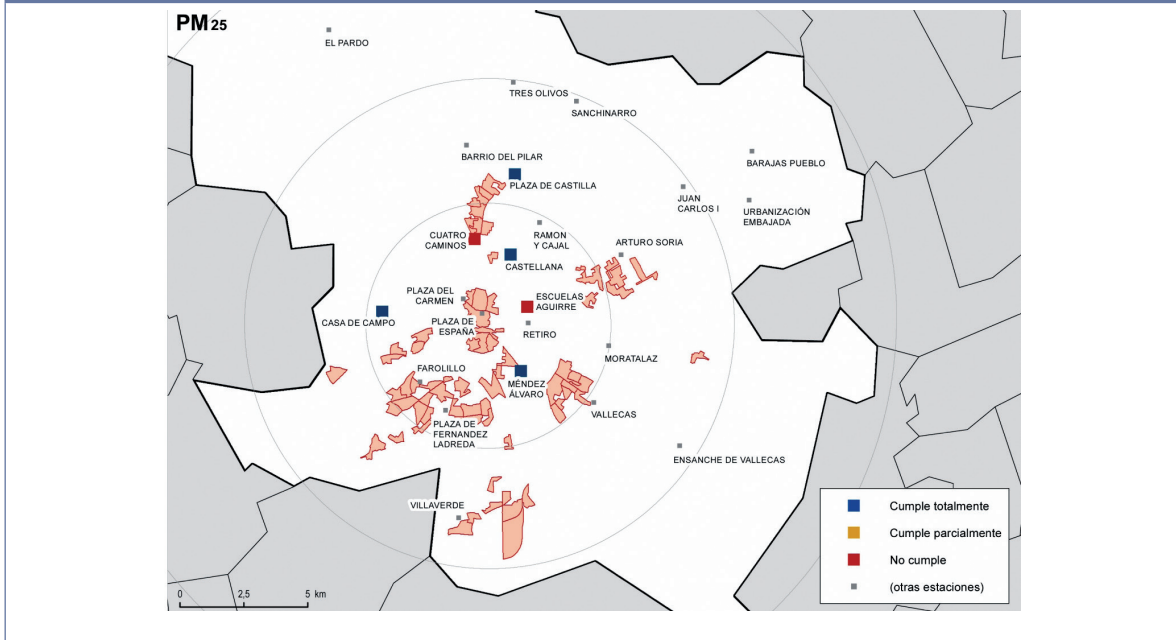 PM 25
EL PARDO
TRES OLIVOS
SANCHINARRO
BARRIO DEL PILAR
BARAJAS PUEBLO
PLAZA DE CASTILLA
JUAN
CARLOS I
URBANIZACIÓN
EMBAJADA
CUATRO
CAMINOS
RAMON
Y CAJAL
ARTURO SORIA
CASTELLANA
PLAZA DEL
CARMEN
ESCUELAS
AGUIRRE
CASA DE CAMPO
PLAZA DE
ESPAÑA
RETIRO
MORATALAZ
FAROLILLO
MÉNDEZ
ÁLVARO
VALLECAS
PLAZA DE
FERNANDEZ
LADREDA
ENSANCHE DE VALLECAS
VILLAVERDE
Cumple totalmente
Cumple parcialmente
No cumple
(otras estaciones)
0 2,5 5 km